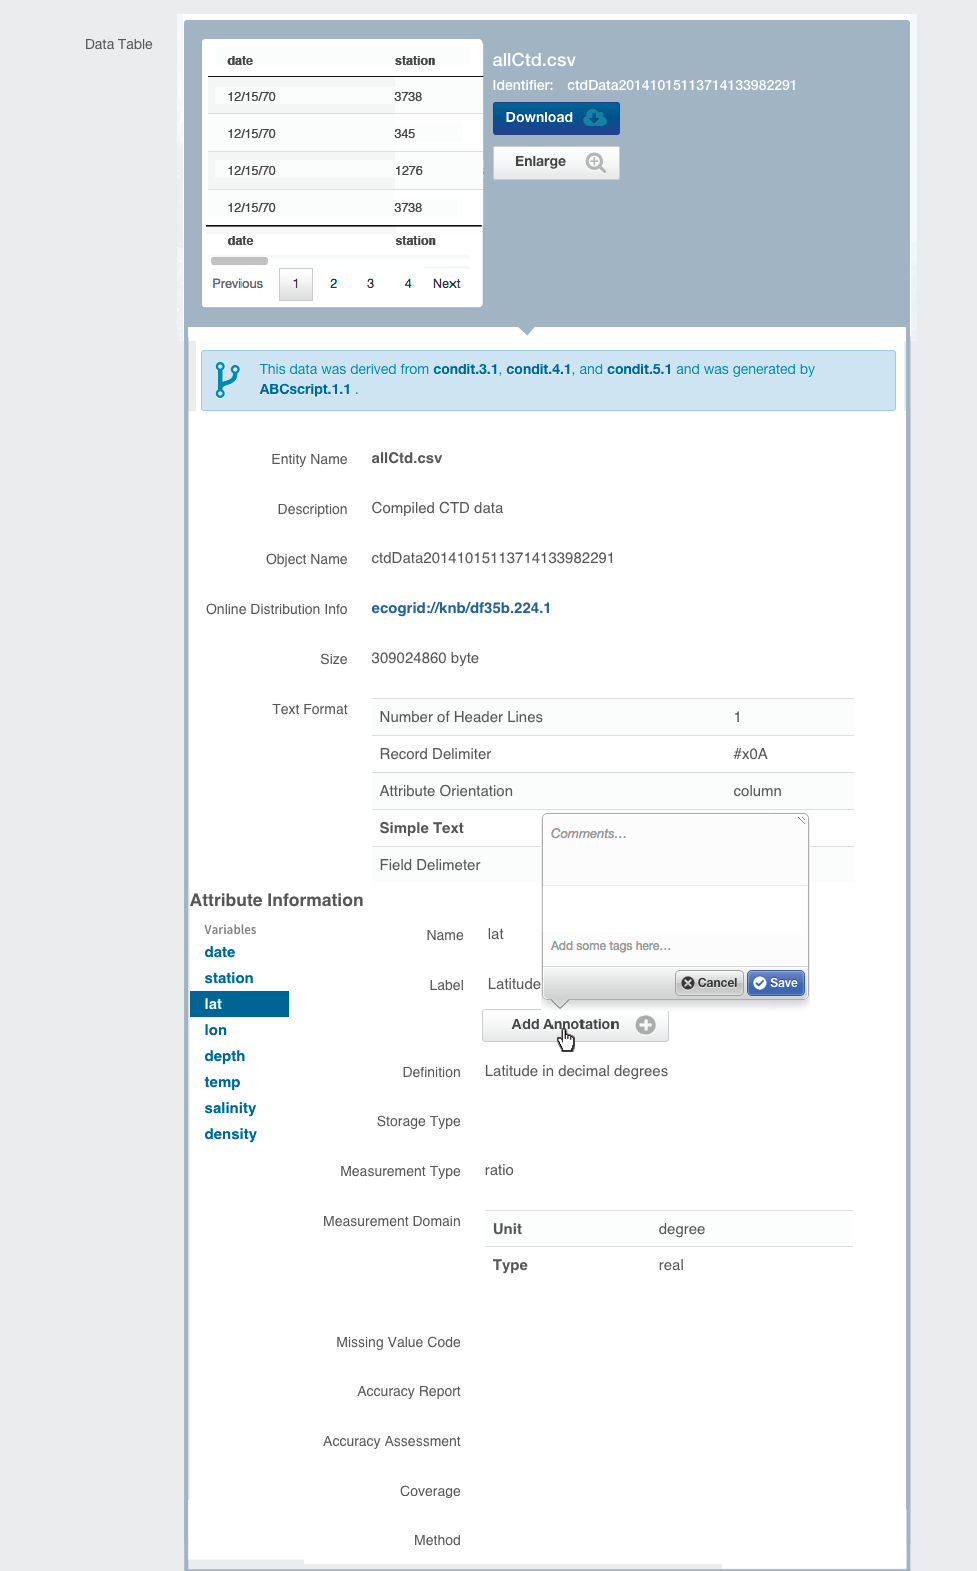 Data Table
date station
12/15/70 3738
12/15/70 345
12/15/70 1276
12/15/70 3738
date station
Previous 1 2 3 4 Next
allCtd.csv
Identifier: ctdData20141015113714133982291
Download
Enlarge
This data was derived from condit.3.1, condit.4.1, and condit.5.1 and was generated by
ABCscript.1.1 .
Entity Name allCtd.csv
Description Compiled CTD data
Object Name ctdData20141015113714133982291
Online Distribution Info ecogrid://knb/df35b.224.1
Size 309024860 byte
Text Format
Number of Header Lines 1
Record Delimiter #x0A
Attribute Orientation column
Simple Text
Field Delimeter
Comments...
Add some tags here...
Cancel Save
Attribute Information
Variables
date
station
lat
lon
depth
temp
salinity
density
Name lat
Label Latitude
Add Annotation
Definition Latitude in decimal degrees
Storage Type
Measurement Type ratio
Measurement Domain
Unit degree
Type real
Missing Value Code
Accuracy Report
Accuracy Assessment
Coverage
Method